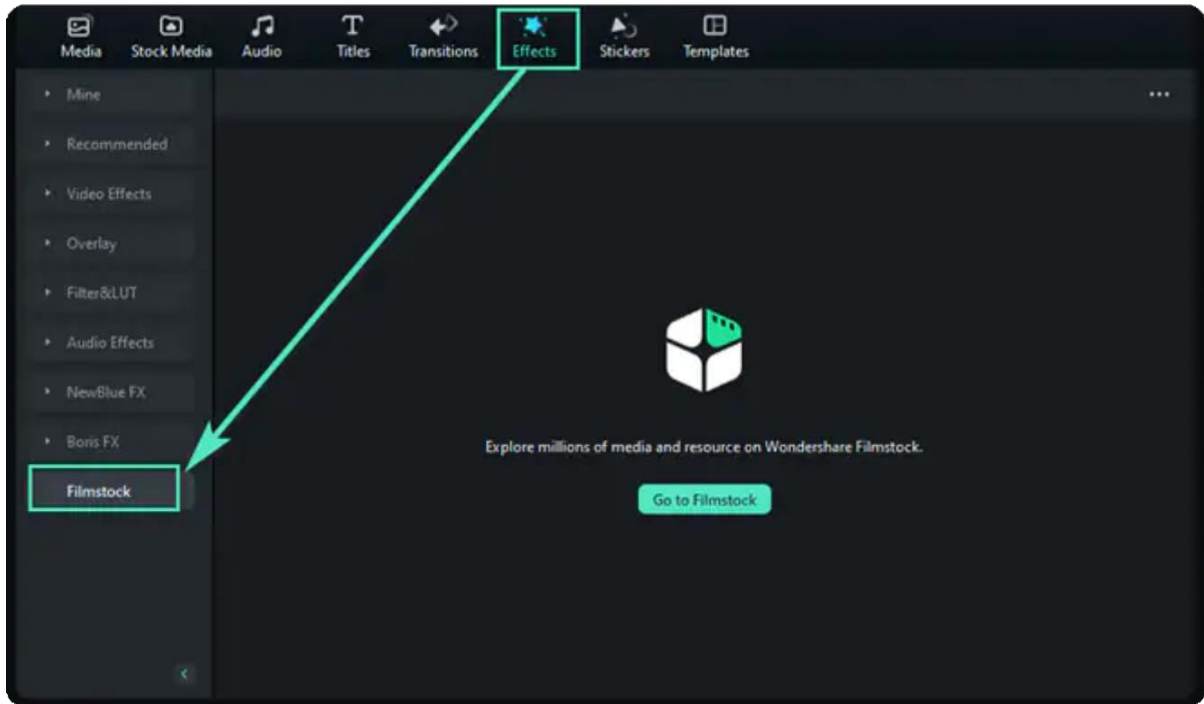 Media Stock Media Audio Titles Transitions Effects Stickers Templates
Mine
Recommended
Video Effects
Overlay
Filter&LUT
Audio Effects
NewBlue FX
Boris FX
Filmstock
Explore millions of media and resource on Wondershare Filmstock.
Go to Filmstock